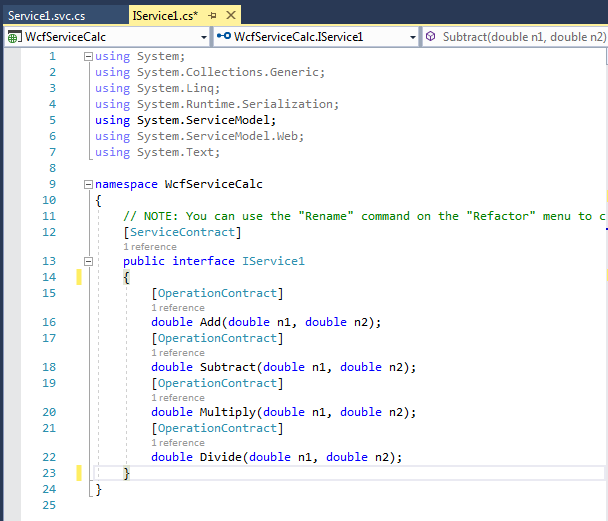 Service1.svc.cs IService1.cs*
WcfServiceCalc WcfServiceCalc.IService1 Subtract(double n1, double n2)
1 using System;
2 using System.Collections.Generic;
3 using System.Linq;
4 using System.Runtime.Serialization;
5 using System.ServiceModel;
6 using System.ServiceModel.Web;
7 using System.Text;
8
9 namespace WcfServiceCalc
10 {
11 // NOTE: You can use the "Rename" command on the "Refactor" menu to c
12 [ServiceContract]
1 reference
13 public interface IService1
14 {
15 [OperationContract]
1 reference
16 double Add(double n1, double n2);
17 [OperationContract]
1 reference
18 double Subtract(double n1, double n2);
19 [OperationContract]
1 reference
20 double Multiply(double n1, double n2);
21 [OperationContract]
1 reference
22 double Divide(double n1, double n2);
23 }
24 }
25